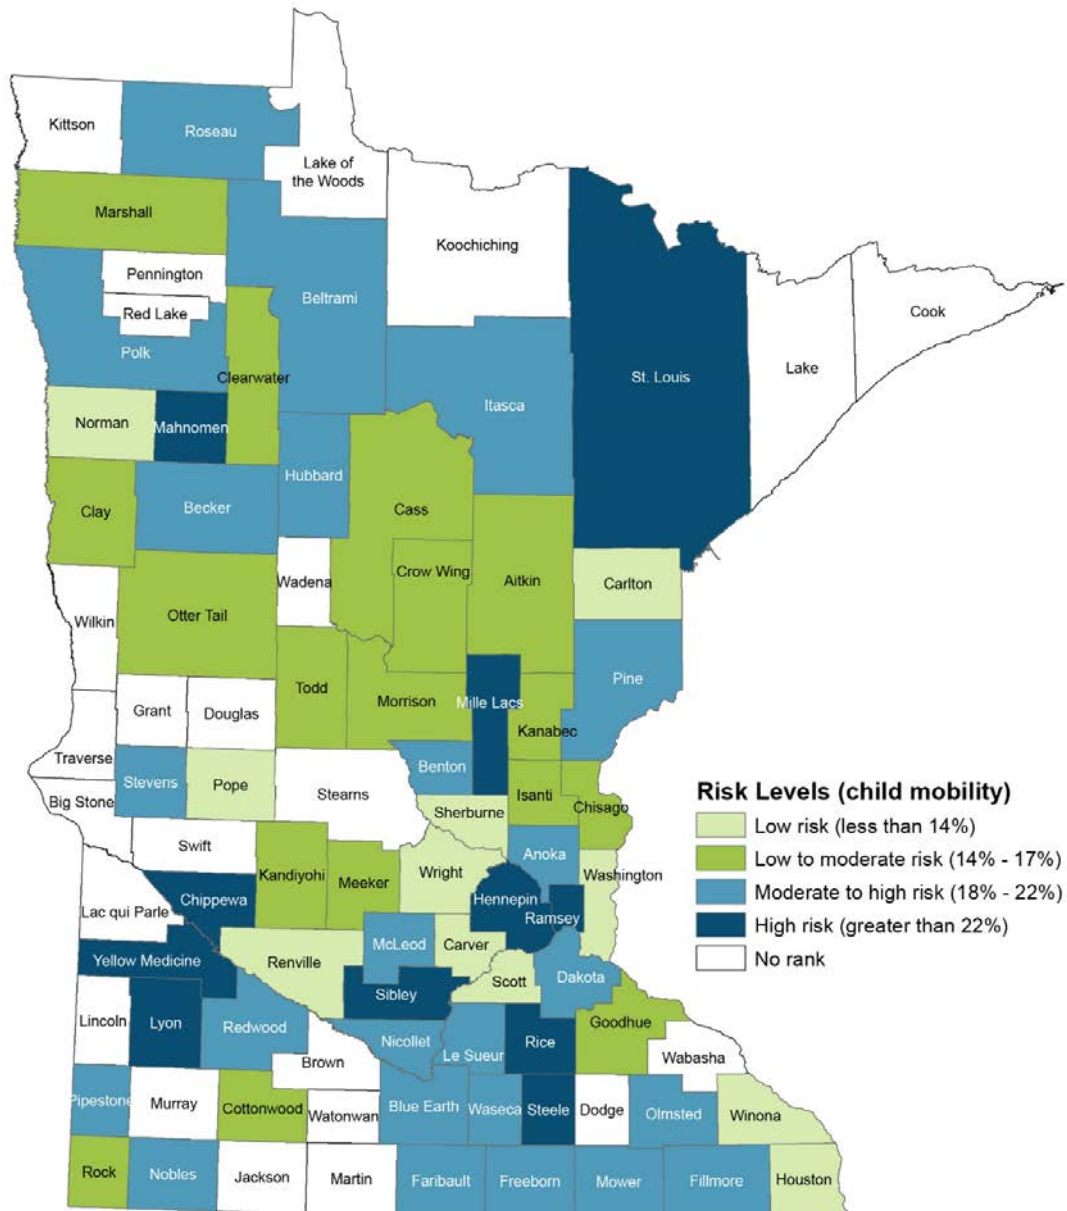 Kittson
Roseau
Lake of
the Woods
Marshall
Koochiching
Pennington
Beltrami
Red Lake
Cook
Polk
Lake
St. Louis
Clearwater
Itasca
Norman
Mahnomen
Hubbard
Becker
Clay
Cass
Crow Wing
Aitkin
Wadena
Carlton
Otter Tail
Wilkin
Pine
Todd
Morrison
Mille Lacs
Grant
Douglas
Kanabec
Traverse
Benton
Stevens
Pope
Stearns
Isanti
Big Stone
Chisago
Sherburne
Swift
Anoka
Kandiyohi
Wright
Washington
Meeker
Chippewa
Hennepin
Lac qui Parle
Ramsey
McLeod
Carver
Yellow Medicine
Renville
Scott
Dakota
Sibley
Lincoln
Lyon
Redwood
Goodhue
Nicollet
Rice
Le Sueur
Wabasha
Brown
Pipestone
Murray
Cottonwood
Watonwan
Blue Earth
Waseca
Steele
Dodge
Olmsted
Winona
Rock
Nobles
Jackson
Martin
Faribault
Freeborn
Mower
Fillmore
Houston
Risk Levels (child mobility)
Low risk (less than 14%)
Low to moderate risk (14% - 17%)
Moderate to high risk (18% - 22%)
High risk (greater than 22%)
No rank